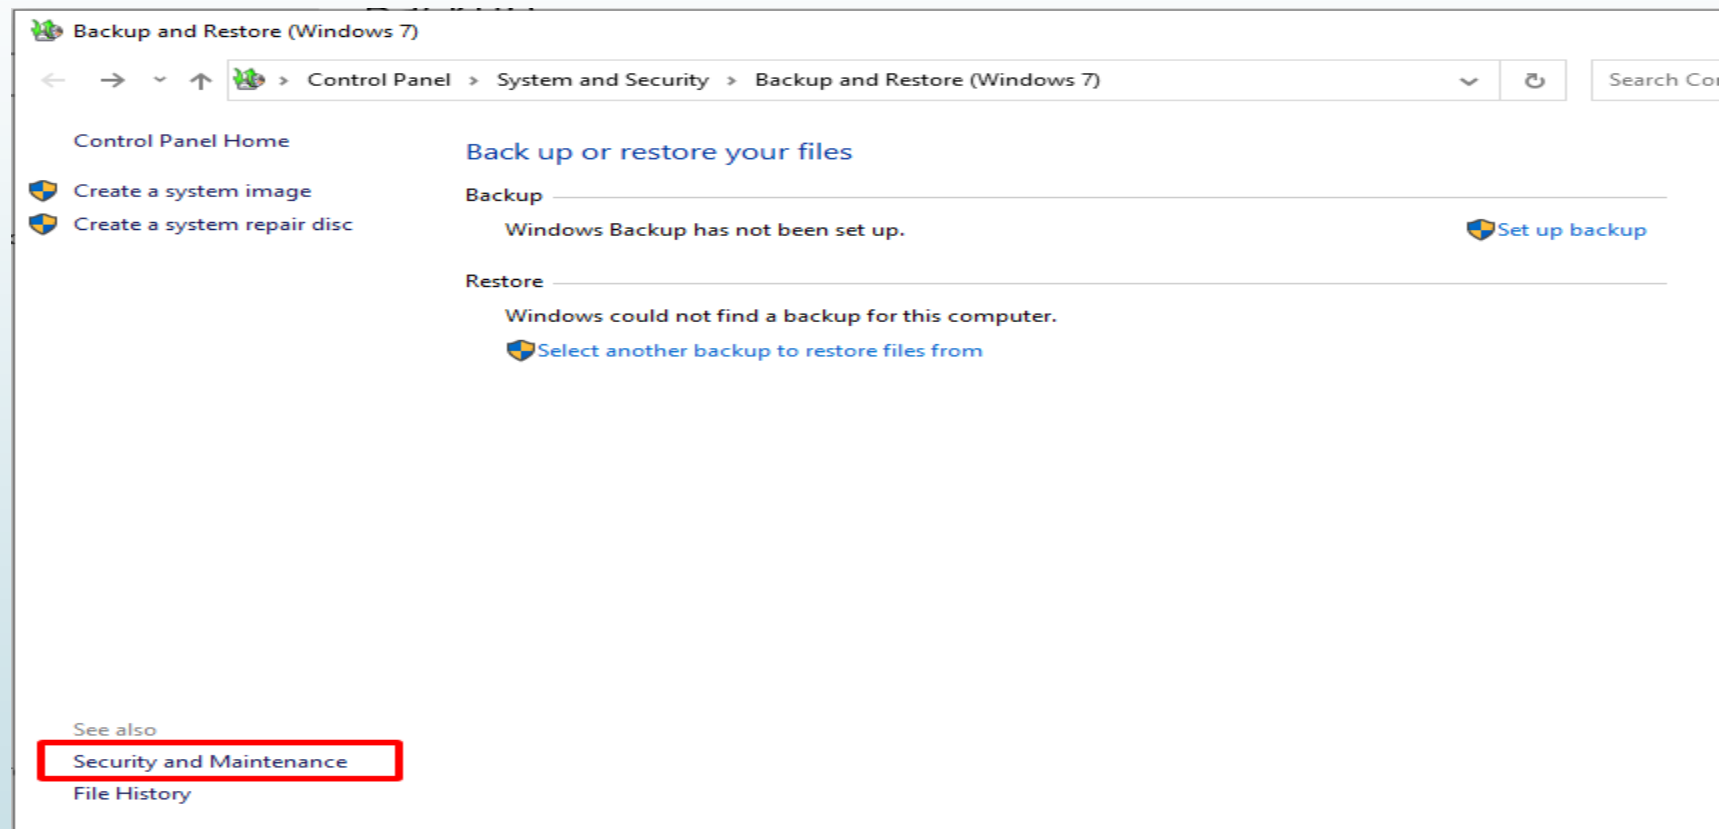 Backup and Restore (Windows 7)
Control Panel > System and Security > Backup and Restore (Windows 7)
Search Co
Control Panel Home
Create a system image
Create a system repair disc
Back up or restore your files
Backup
Windows Backup has not been set up.
Set up backup
Restore
Windows could not find a backup for this computer.
Select another backup to restore files from
See also
Security and Maintenance
File History